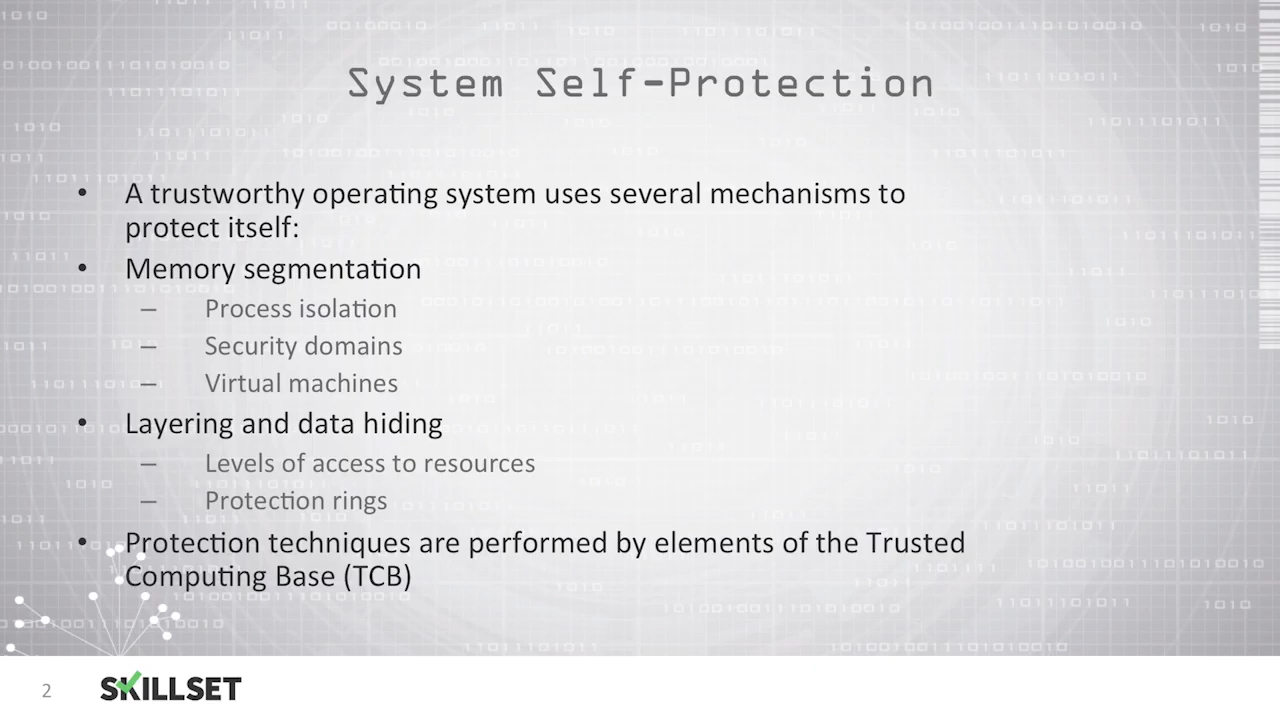 System Self-Protection
• A trustworthy operating system uses several mechanisms to
protect itself:
• Memory segmentation
– Process isolation
– Security domains
– Virtual machines
• Layering and data hiding
– Levels of access to resources
– Protection rings
• Protection techniques are performed by elements of the Trusted
Computing Base (TCB)
2
SKILLSET